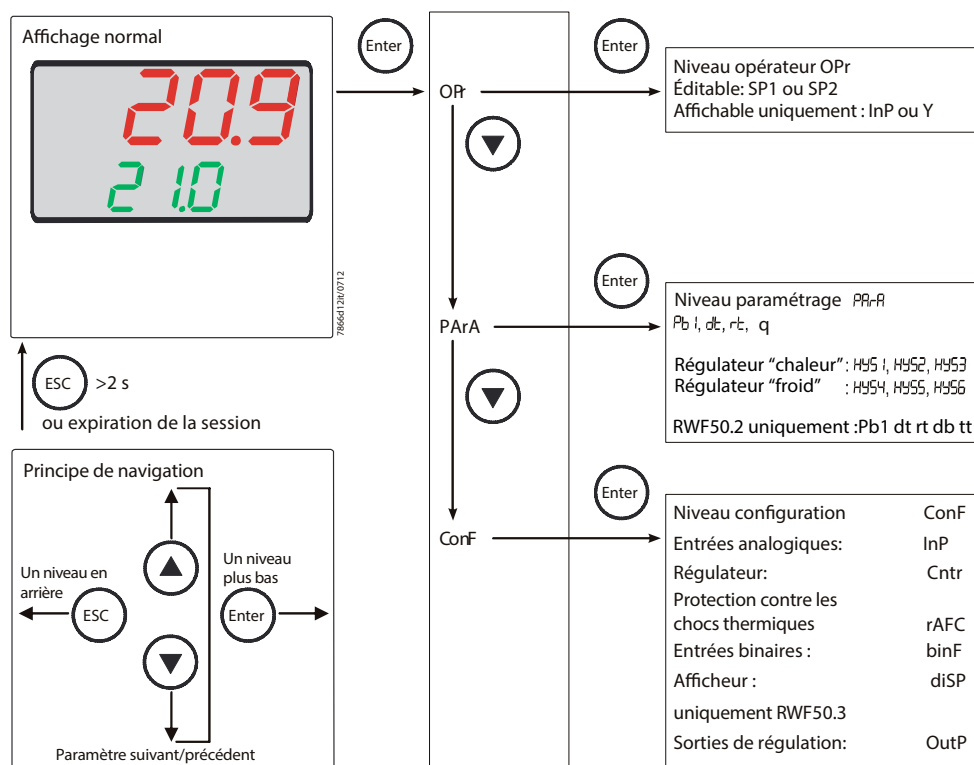 Affichage normal
20.9
21.0
7866d12it/0712
Enter
OPr
Enter
Niveau opérateur OPr
Éditable: SP1 ou SP2
Affichable uniquement : InP ou Y
PArA
Enter
Niveau paramétrage PArA
Pb1, dt, rt, q
Régulateur “chaleur” : HYS1, HYS2, HYS3
Régulateur “froid” : HYS4, HYS5, HYS6
RWF50.2 uniquement :Pb1 dt rt db tt
ConF
Enter
Niveau configuration ConF
Entrées analogiques: InP
Régulateur: Cntr
Protection contre les
chocs thermiques rAFC
Entrées binaires : binF
Afficheur : diSP
uniquement RWF50.3
Sorties de régulation: OutP
ESC >2 s
ou expiration de la session
Principe de navigation
Un niveau en
arrière
ESC
Un niveau
plus bas
Enter
Paramètre suivant/précédent